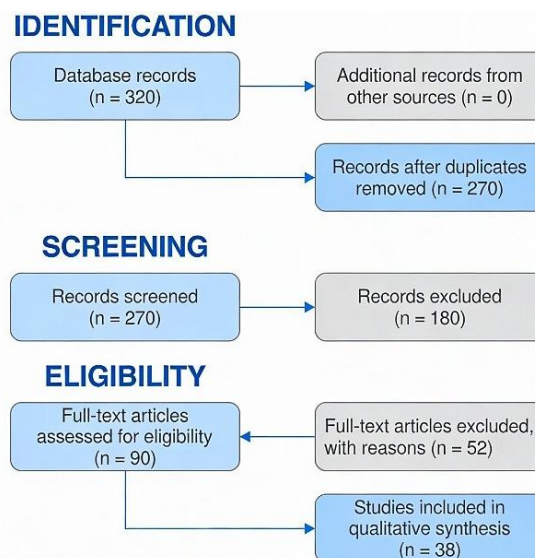 IDENTIFICATION
Database records
(n = 320)
Additional records from
other sources (n = 0)
Records after duplicates
removed (n = 270)
SCREENING
Records screened
(n = 270)
Records excluded
(n = 180)
ELIGIBILITY
Full-text articles
assessed for eligibility
(n = 90)
Full-text articles excluded,
with reasons (n = 52)
Studies included in
qualitative synthesis
(n = 38)